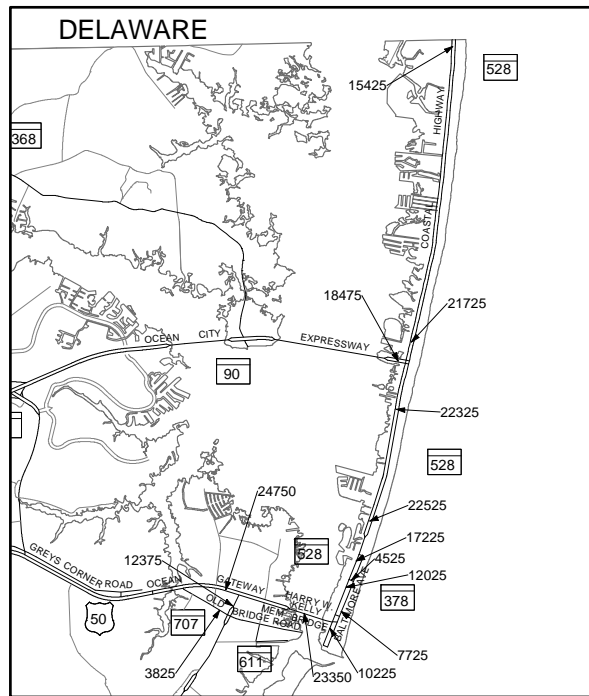 DELAWARE
528
15425
HIGHWAY
368
COASTAL
18475
21725
OCEAN CITY EXPRESSWAY
90
22325
528
24750
22525
528
17225
12375
4525
GREYS CORNER ROAD
OCEAN GATEWAY
12025
HARRY W.
KELLY
MEM. BRIDGE
BALTIMORE AVE
378
OLD BRIDGE ROAD
50
707
3825
611
7725
10225
23350